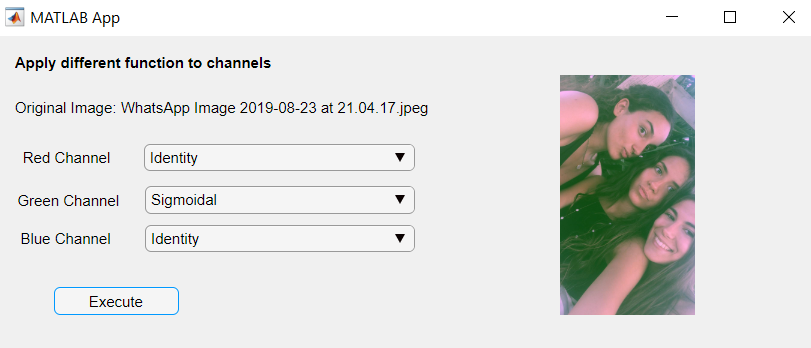 MATLAB App
Apply different function to channels
Original Image: WhatsApp Image 2019-08-23 at 21.04.17.jpeg
Red Channel Identity
Green Channel Sigmoidal
Blue Channel Identity
Execute